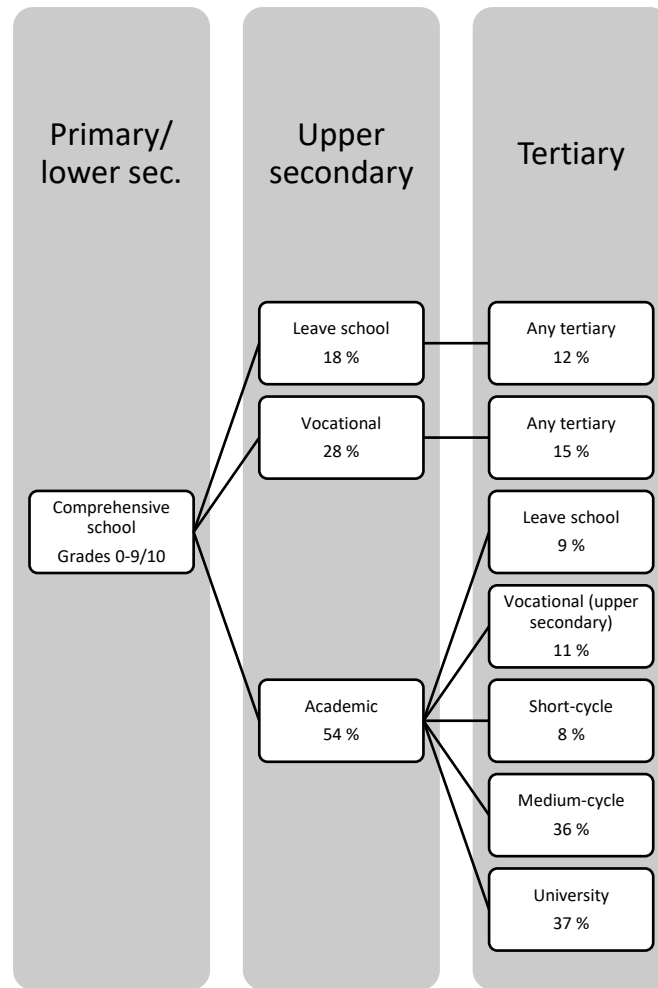 Primary/
lower sec.
Upper
secondary
Tertiary
Leave school
18 %
Any tertiary
12 %
Vocational
28 %
Any tertiary
15 %
Comprehensive
school
Grades 0-9/10
Leave school
9 %
Vocational (upper
secondary)
11 %
Academic
54 %
Short-cycle
8 %
Medium-cycle
36 %
University
37 %